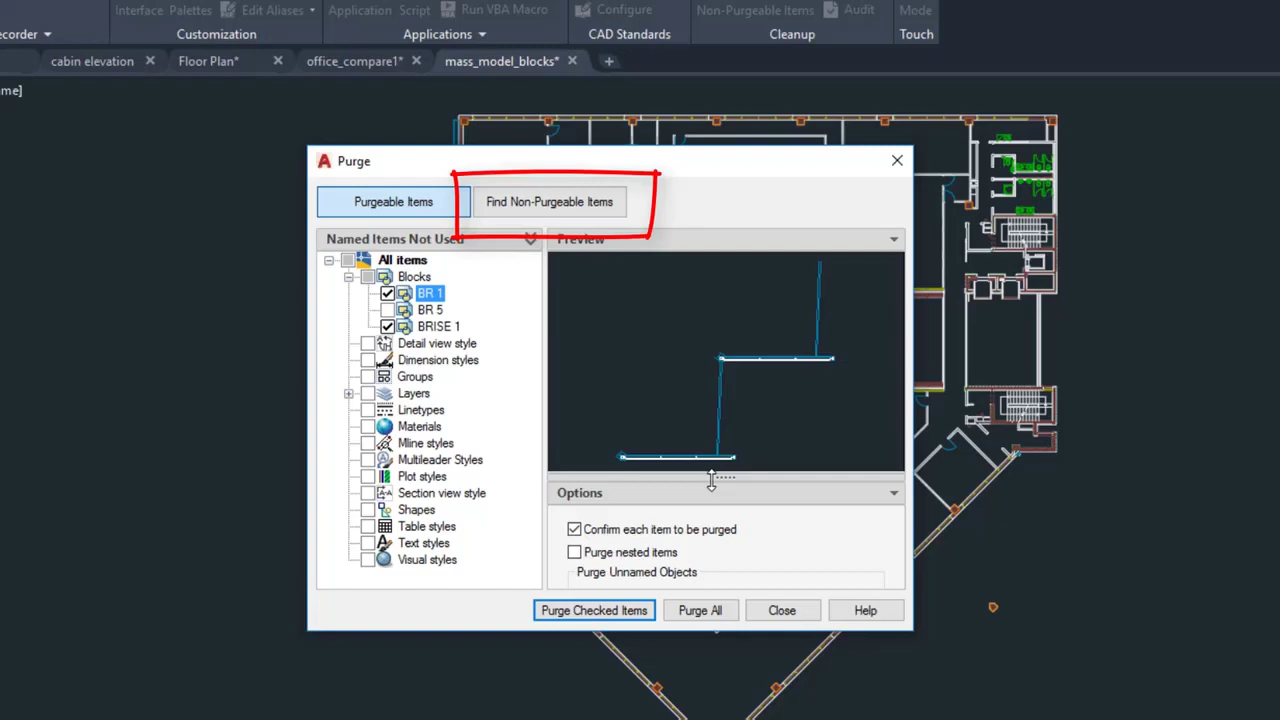 Interface Palettes Edit Aliases Application Script Run VBA Macro Configure Non-Purgeable Items Audit Mode
ecorder Customization Applications CAD Standards Cleanup Touch
cabin elevation Floor Plan* office_compare1* mass_model_blocks*
ame]
Purge
Purgeable Items Find Non-Purgeable Items
Named Items Not Used Preview
All items
Blocks
BR 1
BR 5
BRISE 1
Detail view style
Dimension styles
Groups
Layers
Linetypes
Materials
Mline styles
Multileader Styles
Plot styles
Section view style
Shapes
Table styles
Text styles
Visual styles
Options
Confirm each item to be purged
Purge nested items
Purge Unnamed Objects
Purge Checked Items Purge All Close Help